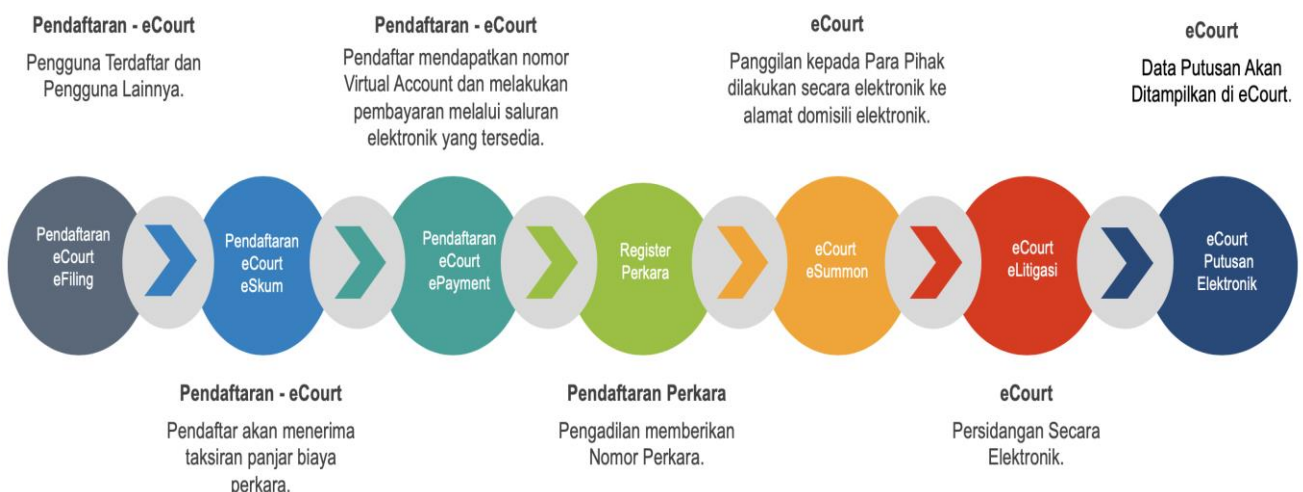 Pendaftaran - eCourt
Pengguna Terdaftar dan
Pengguna Lainnya.
Pendaftaran - eCourt
Pendaftar mendapatkan nomor
Virtual Account dan melakukan
pembayaran melalui saluran
elektronik yang tersedia.
eCourt
Panggilan kepada Para Pihak
dilakukan secara elektronik ke
alamat domisili elektronik.
eCourt
Data Putusan Akan
Ditampilkan di eCourt.
Pendaftaran
eCourt
eFiling
Pendaftaran
eCourt
eSkum
Pendaftaran
eCourt
ePayment
Register
Perkara
eCourt
eSummon
eCourt
eLitigasi
eCourt
Putusan
Elektronik
Pendaftaran - eCourt
Pendaftar akan menerima
taksiran panjar biaya
perkara.
Pendaftaran Perkara
Pengadilan memberikan
Nomor Perkara.
eCourt
Persidangan Secara
Elektronik.